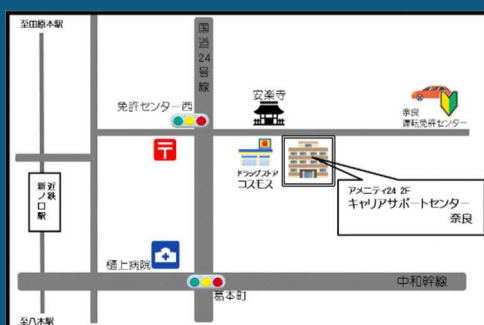 至田原本駅
国道24号線
免許センター西
安楽寺
奈良
運転免許センター
〒
ドラッグストア
コスモス
アメニティ24 2F
キャリアサポートセンター
奈良
近鉄
新ノ口駅
樋上病院
中和幹線
葛本町
至八木駅